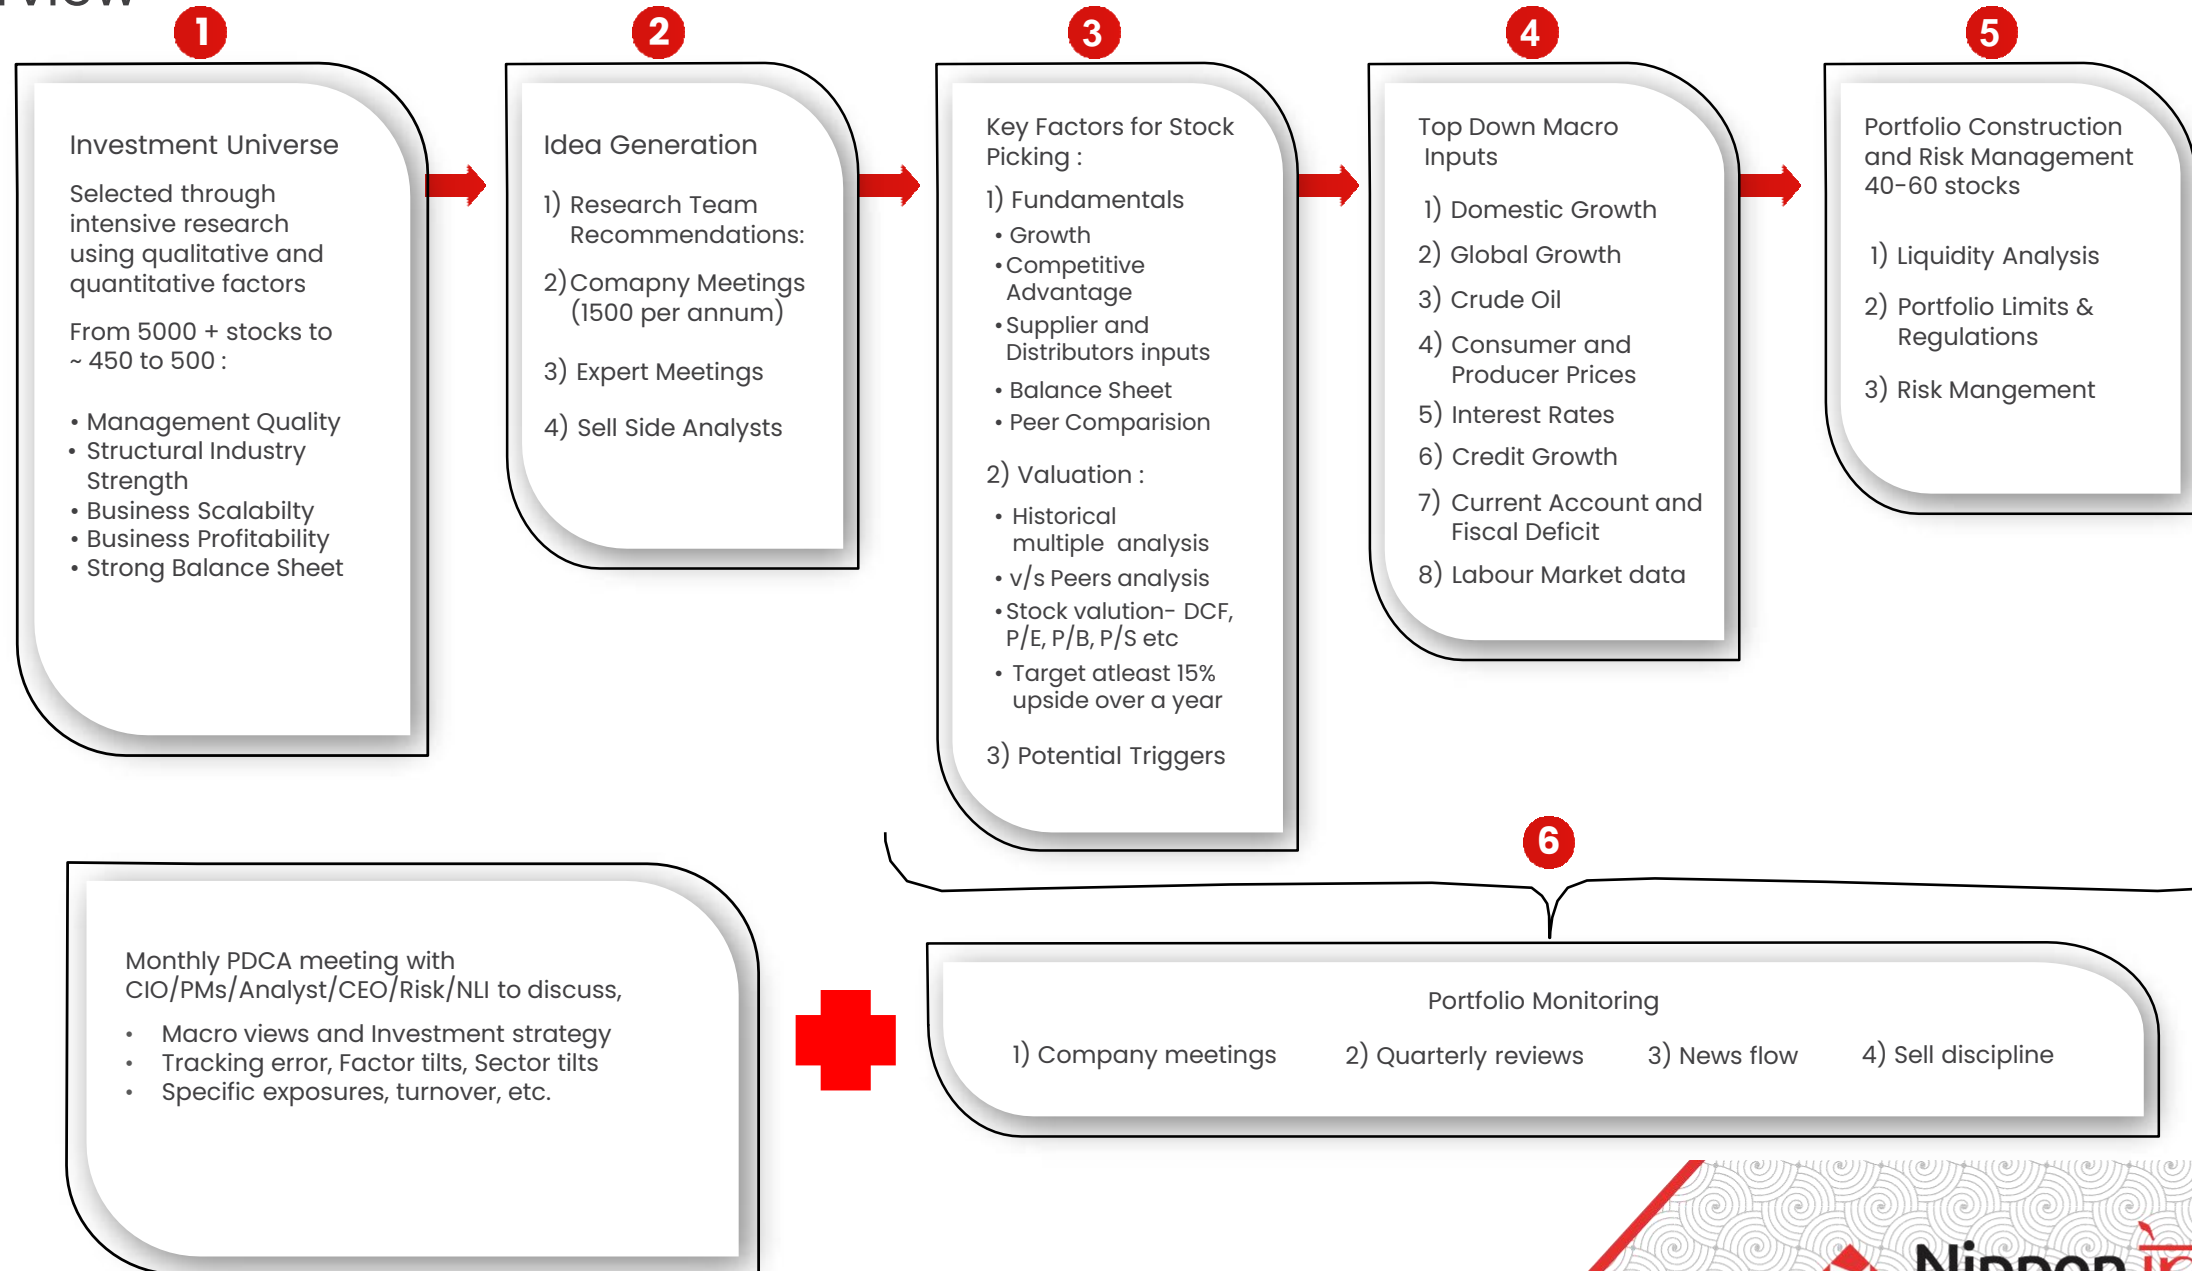 1
Investment Universe
Selected through
intensive research
using qualitative and
quantitative factors
From 5000 + stocks to
~ 450 to 500 :
• Management Quality
• Structural Industry
Strength
• Business Scalabilty
• Business Profitability
• Strong Balance Sheet
2
Idea Generation
1) Research Team
Recommendations:
2) Comapny Meetings
(1500 per annum)
3) Expert Meetings
4) Sell Side Analysts
3
Key Factors for Stock
Picking :
1) Fundamentals
• Growth
• Competitive
Advantage
• Supplier and
Distributors inputs
• Balance Sheet
• Peer Comparision
2) Valuation :
• Historical
multiple analysis
• v/s Peers analysis
• Stock valution- DCF,
P/E, P/B, P/S etc
• Target atleast 15%
upside over a year
3) Potential Triggers
4
Top Down Macro
Inputs
1) Domestic Growth
2) Global Growth
3) Crude Oil
4) Consumer and
Producer Prices
5) Interest Rates
6) Credit Growth
7) Current Account and
Fiscal Deficit
8) Labour Market data
5
Portfolio Construction
and Risk Management
40-60 stocks
1) Liquidity Analysis
2) Portfolio Limits &
Regulations
3) Risk Mangement
6
Portfolio Monitoring
1) Company meetings 2) Quarterly reviews 3) News flow 4) Sell discipline
Monthly PDCA meeting with
CIO/PMs/Analyst/CEO/Risk/NLI to discuss,
• Macro views and Investment strategy
• Tracking error, Factor tilts, Sector tilts
• Specific exposures, turnover, etc.
Nippon